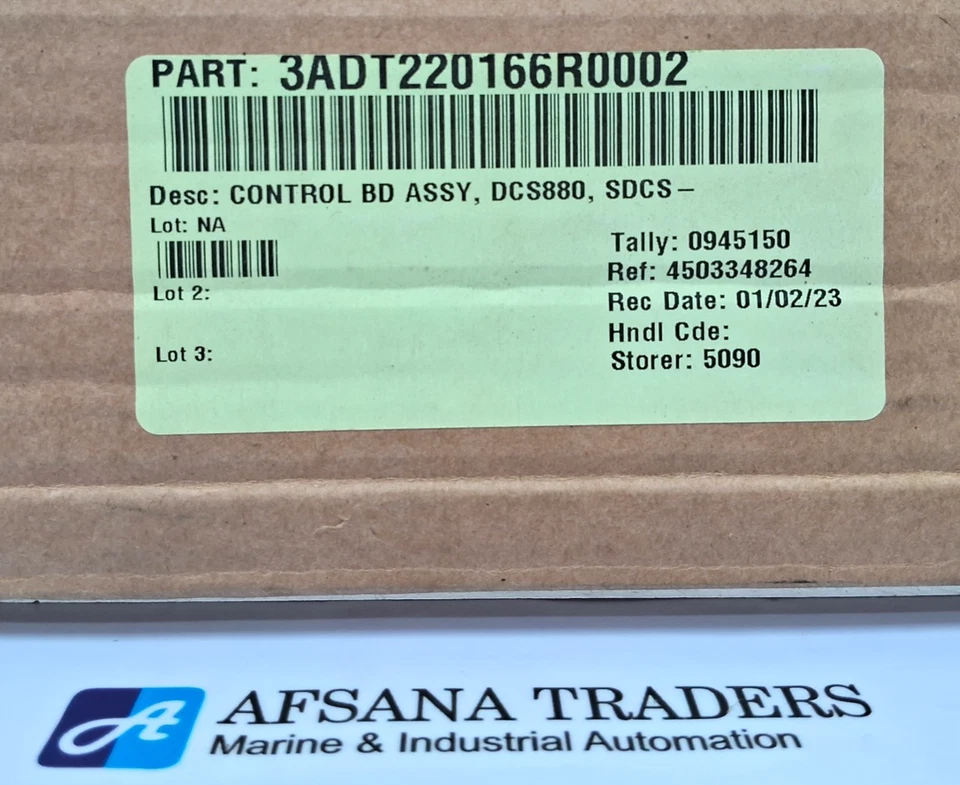 PART: 3ADT220166R0002
Desc: CONTROL BD ASSY, DCS880, SDCS–
Lot: NA
Lot 2:
Lot 3:
Tally: 0945150
Ref: 4503348264
Rec Date: 01/02/23
Hndl Cde:
Storer: 5090
A AFSANA TRADERS
Marine & Industrial Automation